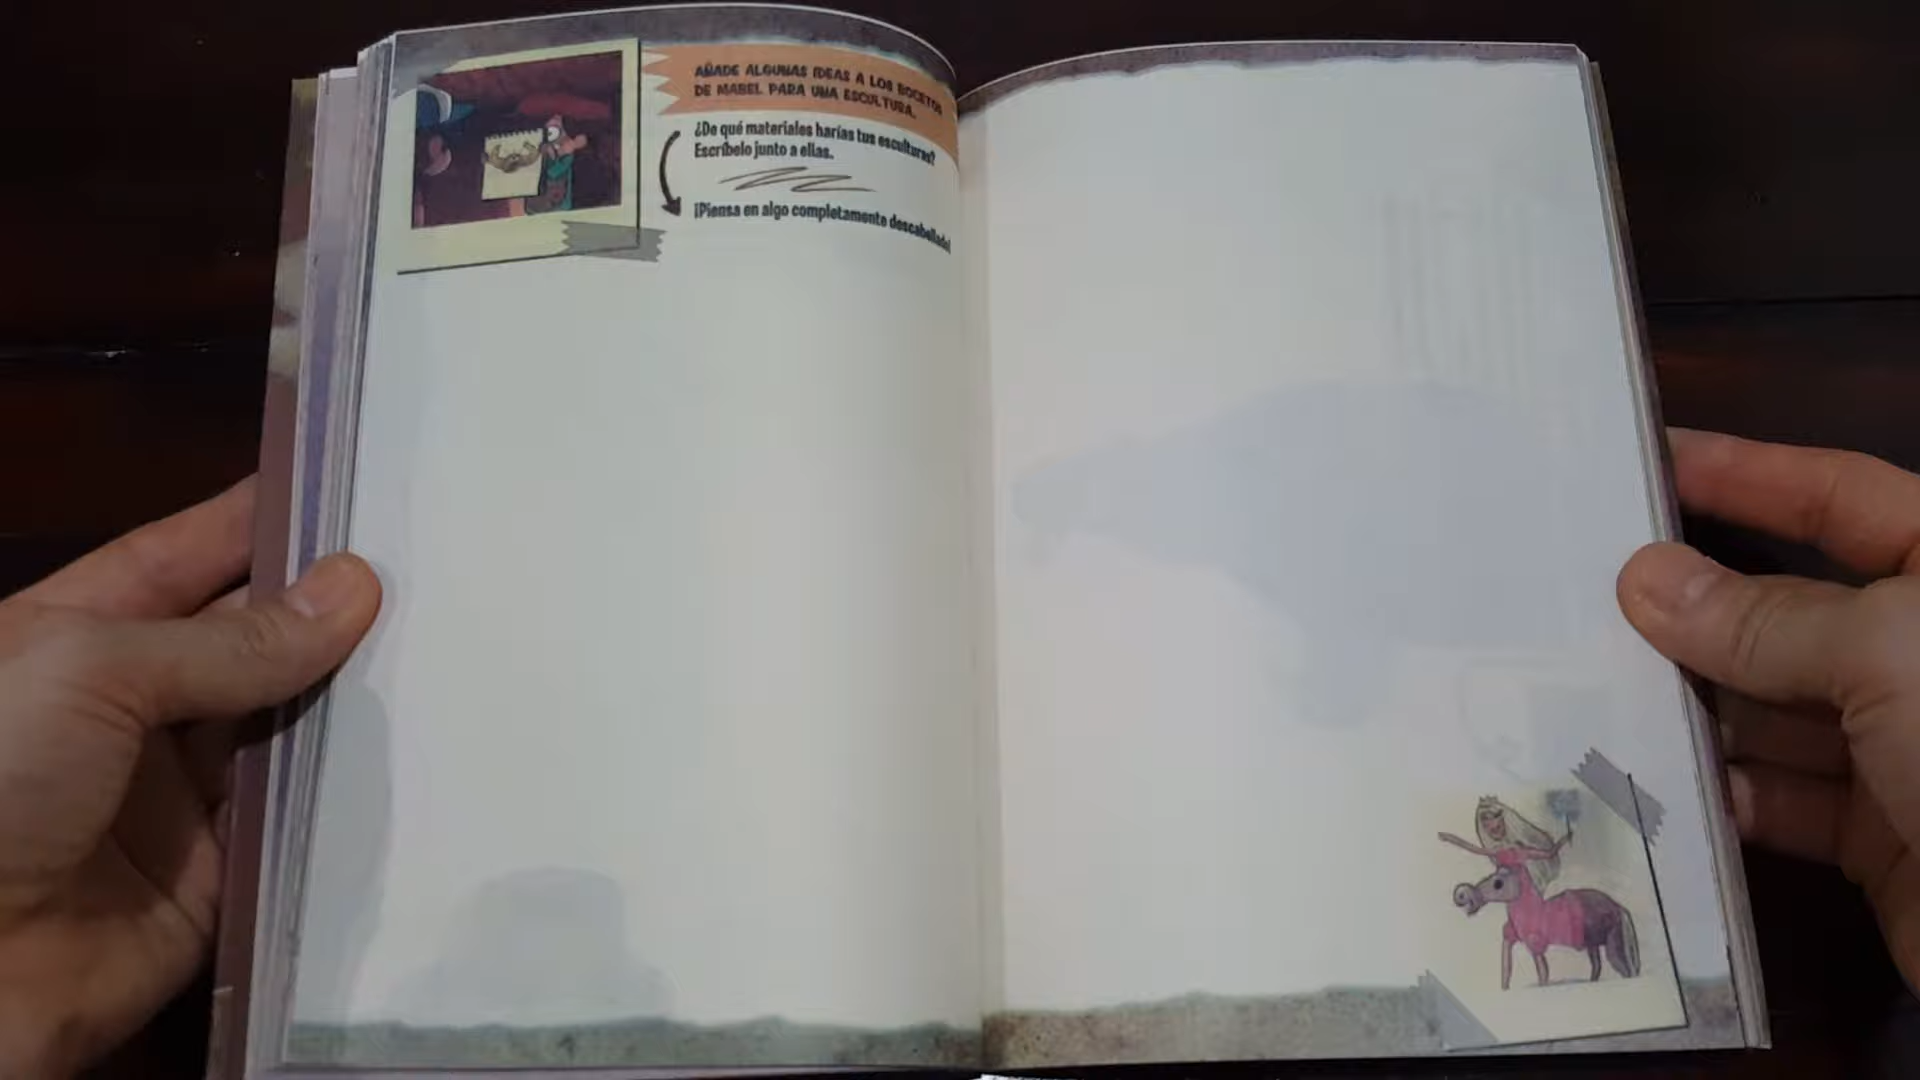 AÑADE ALGUNAS IDEAS A LOS BOCETOS
DE MABEL PARA UNA ESCULTURA.
¿De qué materiales harías tus esculturas?
Escríbelo junto a ellas.
¡Piensa en algo completamente descabellado!